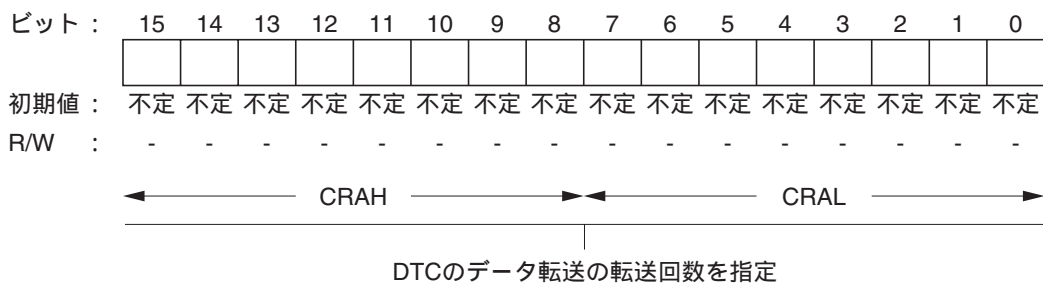 ビット : 15 14 13 12 11 10 9 8 7 6 5 4 3 2 1 0
初期値 : 不定 不定 不定 不定 不定 不定 不定 不定 不定 不定 不定 不定 不定 不定 不定 不定
R/W : - - - - - - - - - - - - - - - -
CRAH CRAL
DTCのデータ転送の転送回数を指定